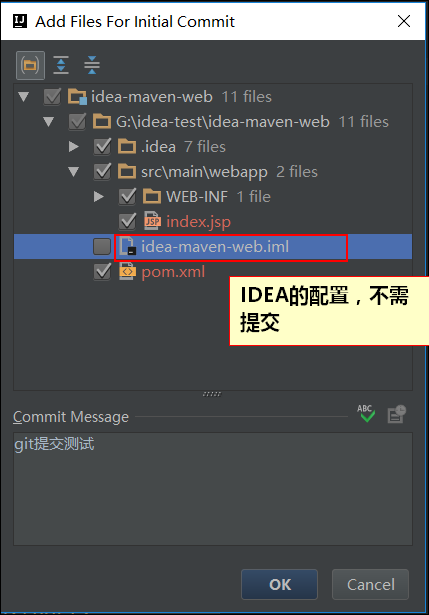 Add Files For Initial Commit
idea-maven-web 11 files
G:\idea-test\idea-maven-web 11 files
.idea 7 files
src\main\webapp 2 files
WEB-INF 1 file
index.jsp
idea-maven-web.iml
pom.xml
IDEA的配置，不需
提交
Commit Message
ABC
git提交测试
OK
Cancel